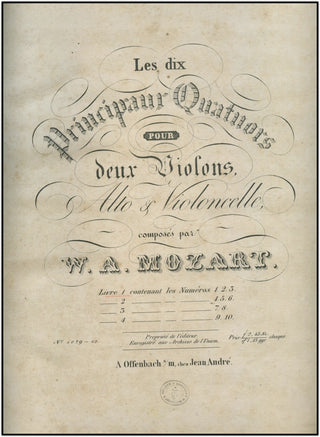 Les dix
Principaux Quatuors
POUR
deux Violons,
Alto & Violoncelle,
composés par
W. A. MOZART.
Livre 1 contenant les Numéros 1. 2. 3.
2 4. 5. 6.
3 7. 8.
4 9. 10.
Propriété de l'éditeur.
Enregistré aux Archives de l'Union.
Prix chaque
A Offenbach s/m, chez Jean André.